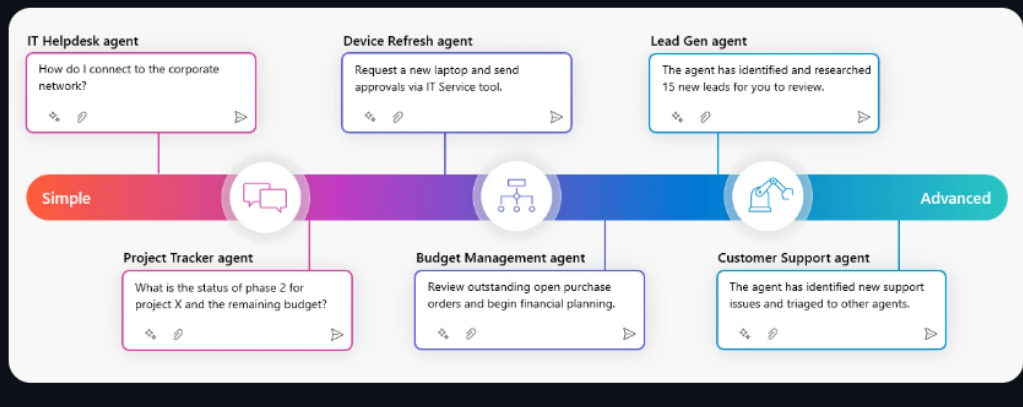 IT Helpdesk agent
How do I connect to the corporate
network?
Device Refresh agent
Request a new laptop and send
approvals via IT Service tool.
Lead Gen agent
The agent has identified and researched
15 new leads for you to review.
Simple
Advanced
Project Tracker agent
What is the status of phase 2 for
project X and the remaining budget?
Budget Management agent
Review outstanding open purchase
orders and begin financial planning.
Customer Support agent
The agent has identified new support
issues and triaged to other agents.